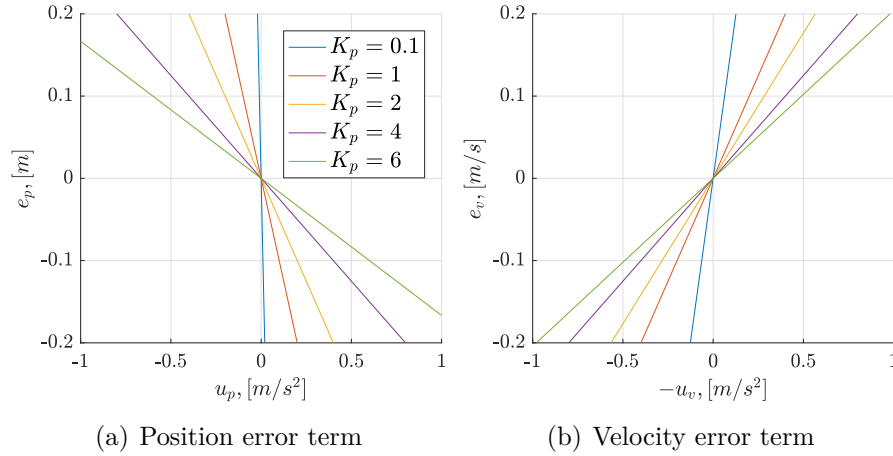 0.2
0.1
0
-0.1
-0.2
-1
-0.5
0
0.5
1
e_p, [m]
u_p, [m/s^2]
K_p = 0.1
K_p = 1
K_p = 2
K_p = 4
K_p = 6
(a) Position error term
0.2
0.1
0
-0.1
-0.2
-1
-0.5
0
0.5
1
e_v, [m/s]
−u_v, [m/s^2]
(b) Velocity error term